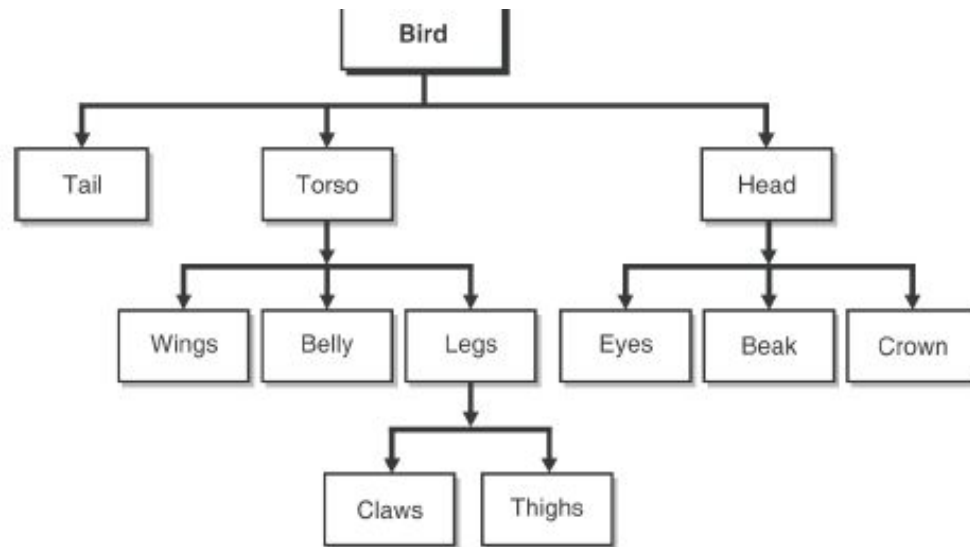 Bird
Tail
Torso
Head
Wings
Belly
Legs
Eyes
Beak
Crown
Claws
Thighs